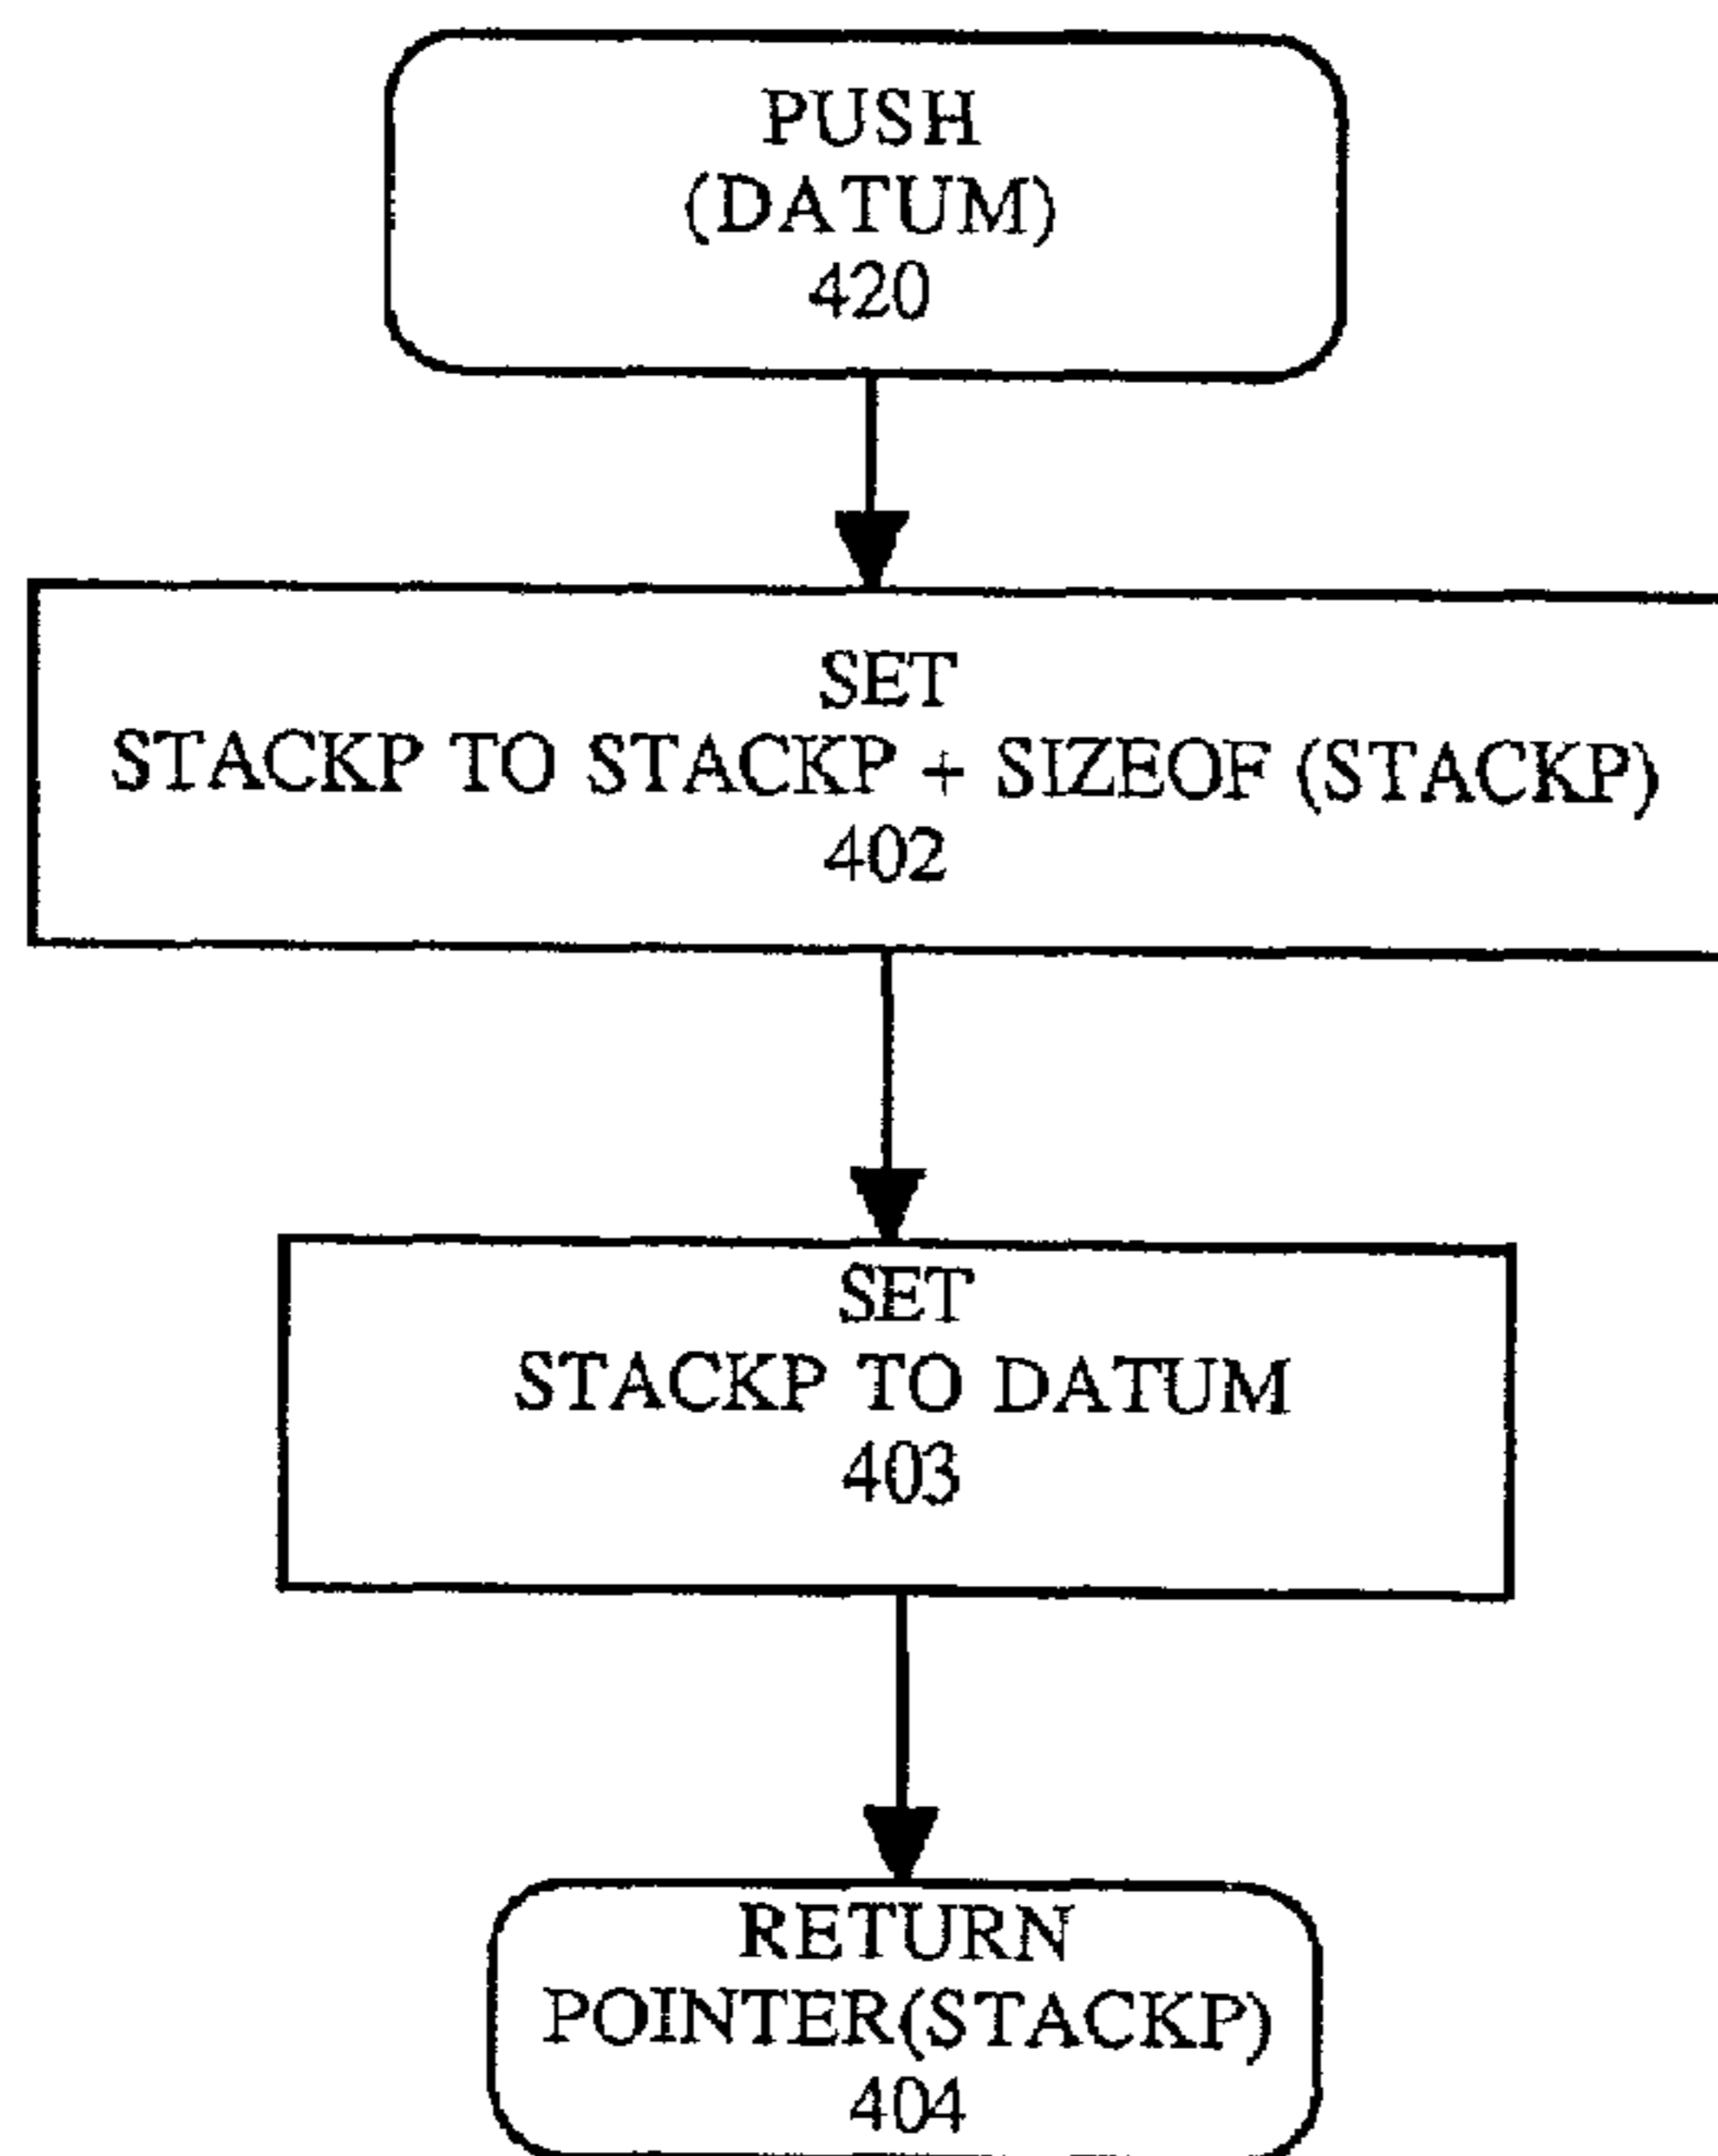 PUSH
(DATUM)
420
SET
STACKP TO STACKP + SIZEOF (STACKP)
402
SET
STACKP TO DATUM
403
RETURN
POINTER(STACKP)
404